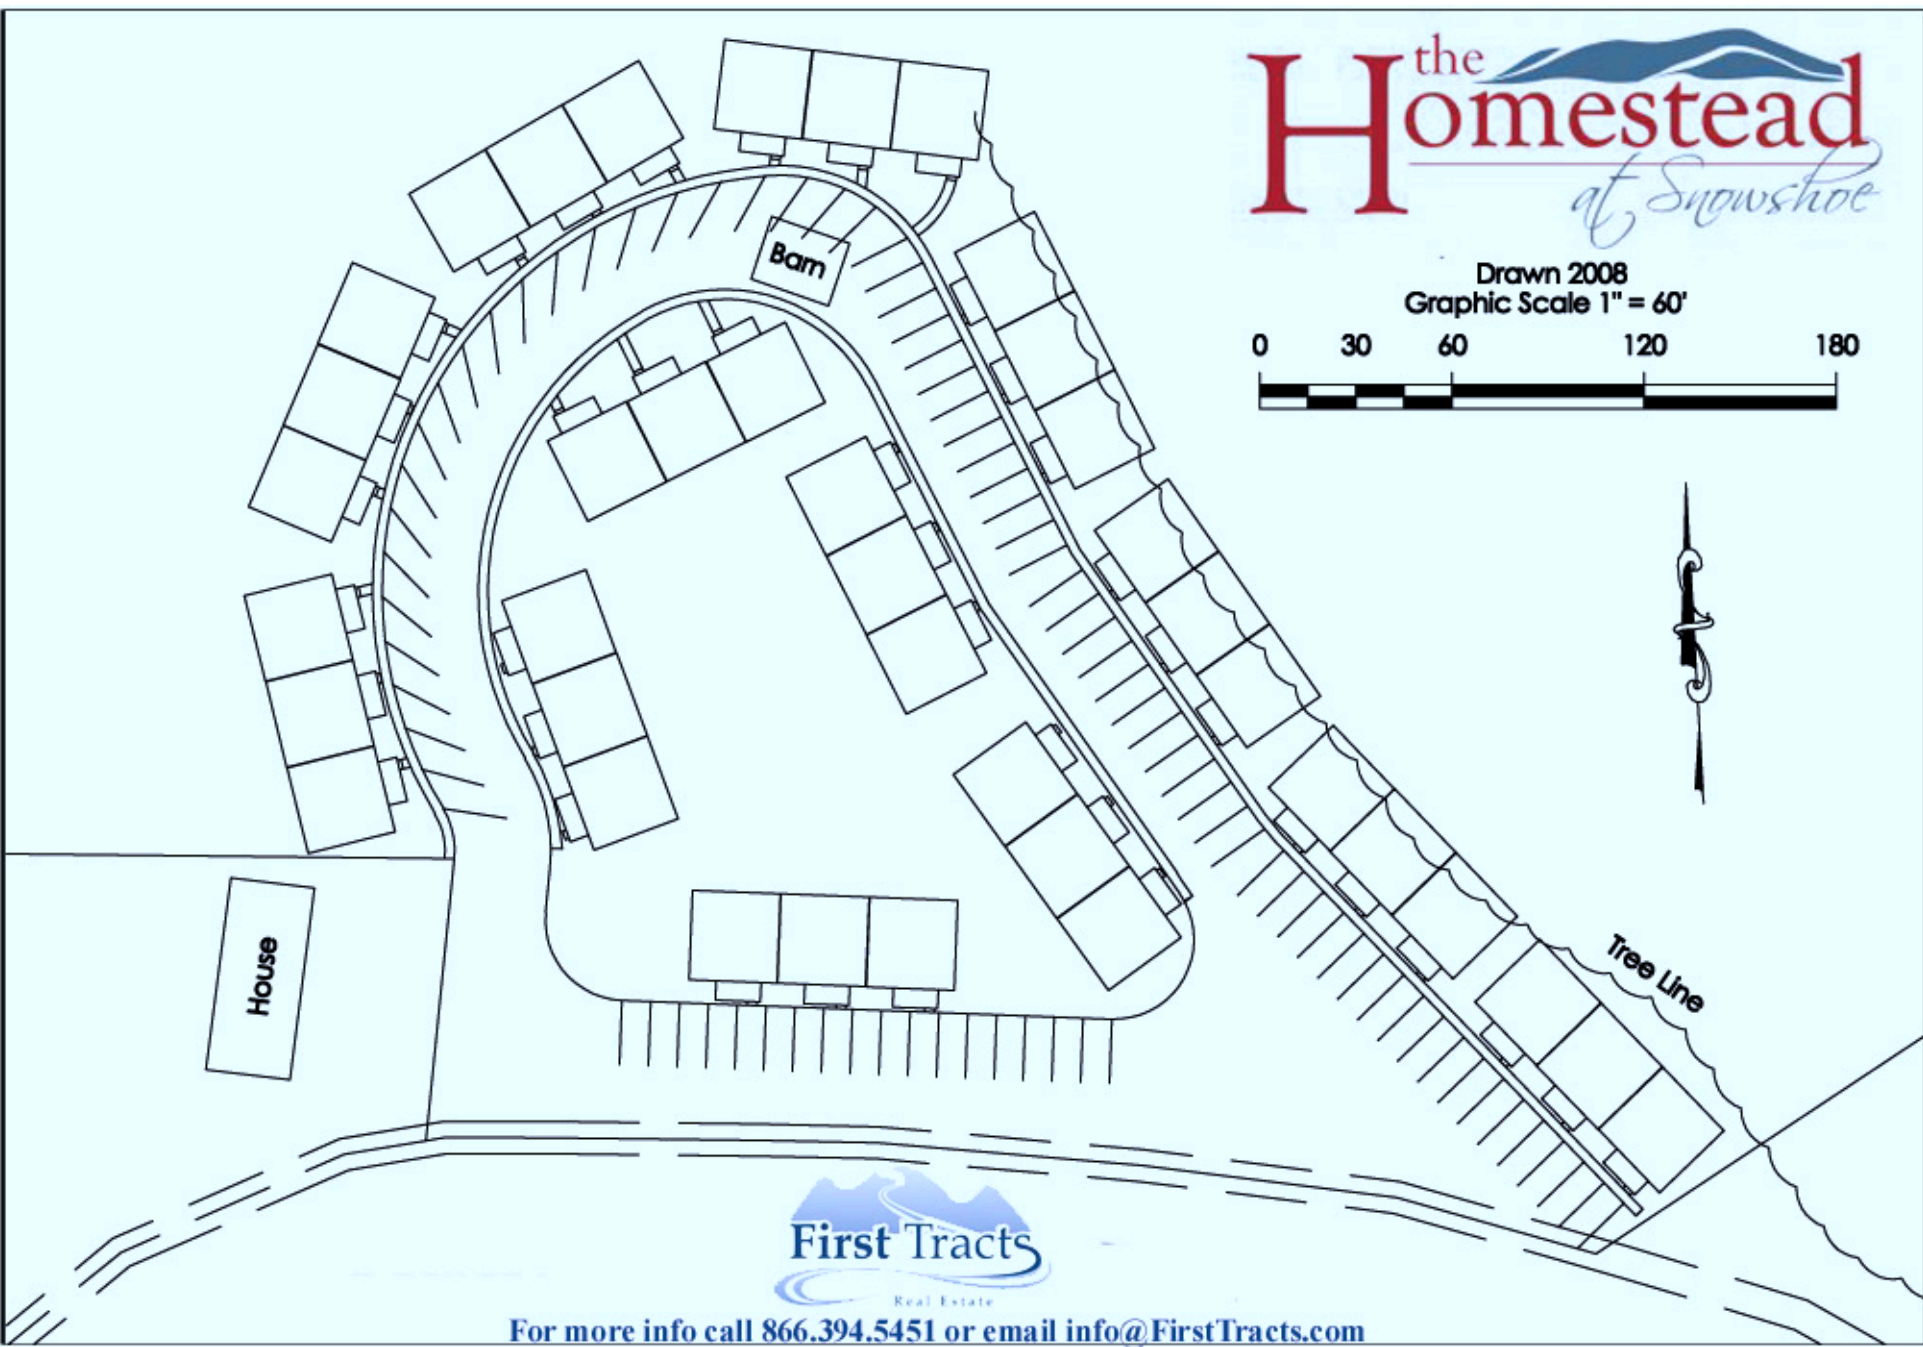 the
Homestead
at Snowshoe
Drawn 2008
Graphic Scale 1" = 60'
0 30 60 120 180
Barn
Tree Line
House
First Tracts
Real Estate
For more info call 866.394.5451 or email info@FirstTracts.com